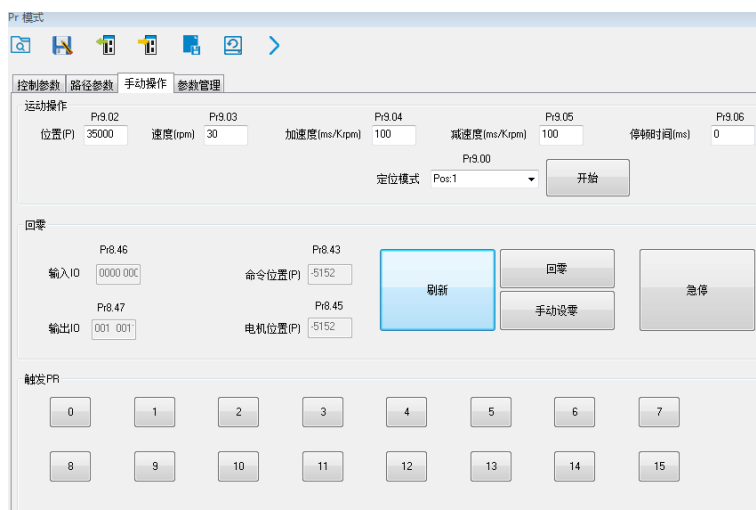 Pr 模式
控制参数 路径参数 手动操作 参数管理
运动操作
Pr9.02 Pr9.03 Pr9.04 Pr9.05 Pr9.06
位置(P) 35000 速度(rpm) 30 加速度(ms/Krpm) 100 减速度(ms/Krpm) 100 停顿时间(ms) 0
Pr9.00
定位模式 Pos:1 开始
回零
Pr8.46 Pr8.43
输入IO 0000 000 命令位置(P) -5152 刷新 回零 急停
Pr8.47 Pr8.45
输出IO 001 001 电机位置(P) -5152 手动设零
触发PR
0 1 2 3 4 5 6 7
8 9 10 11 12 13 14 15